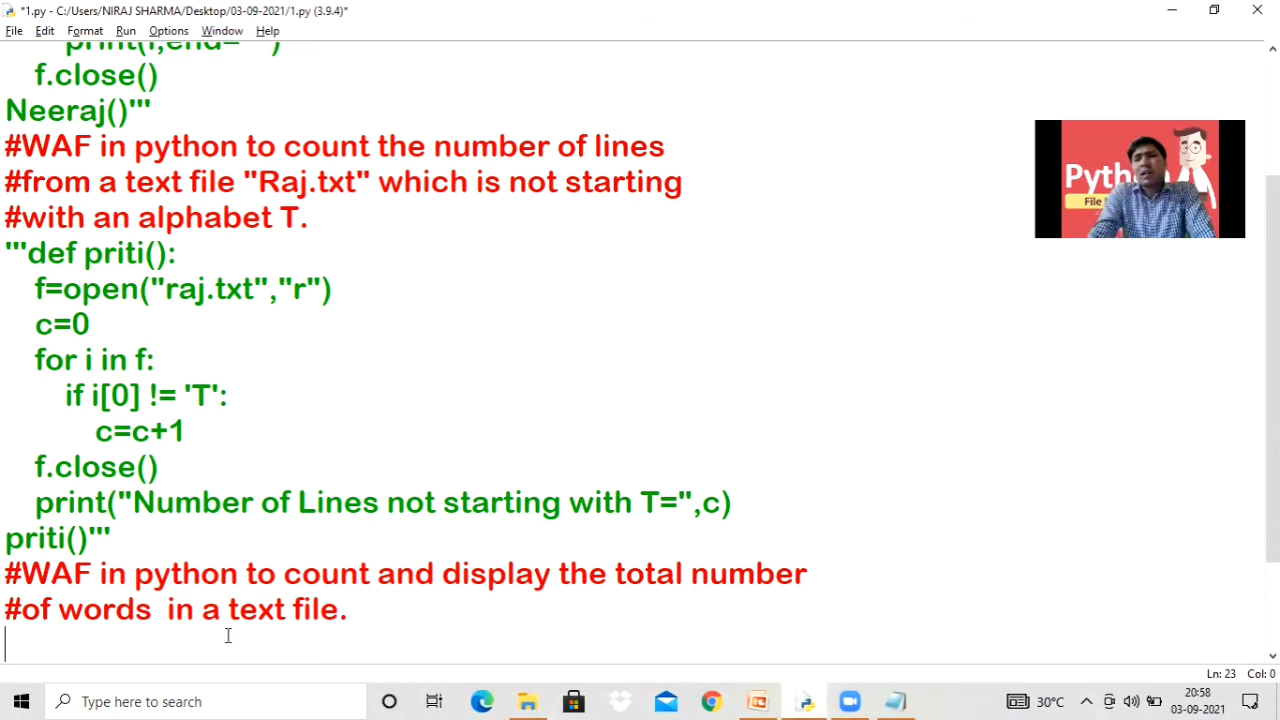 *1.py - C:/Users/NIRAJ SHARMA/Desktop/03-09-2021/1.py (3.9.4)*
File Edit Format Run Options Window Help
f.close()
Neeraj()'''
#WAF in python to count the number of lines
#from a text file "Raj.txt" which is not starting
#with an alphabet T.
'''def priti():
f=open("raj.txt","r")
c=0
for i in f:
if i[0] != 'T':
c=c+1
f.close()
print("Number of Lines not starting with T=",c)
priti()'''
#WAF in python to count and display the total number
#of words  in a text file.
Ln: 23 Col: 0
Type here to search
30°C
20:58
03-09-2021